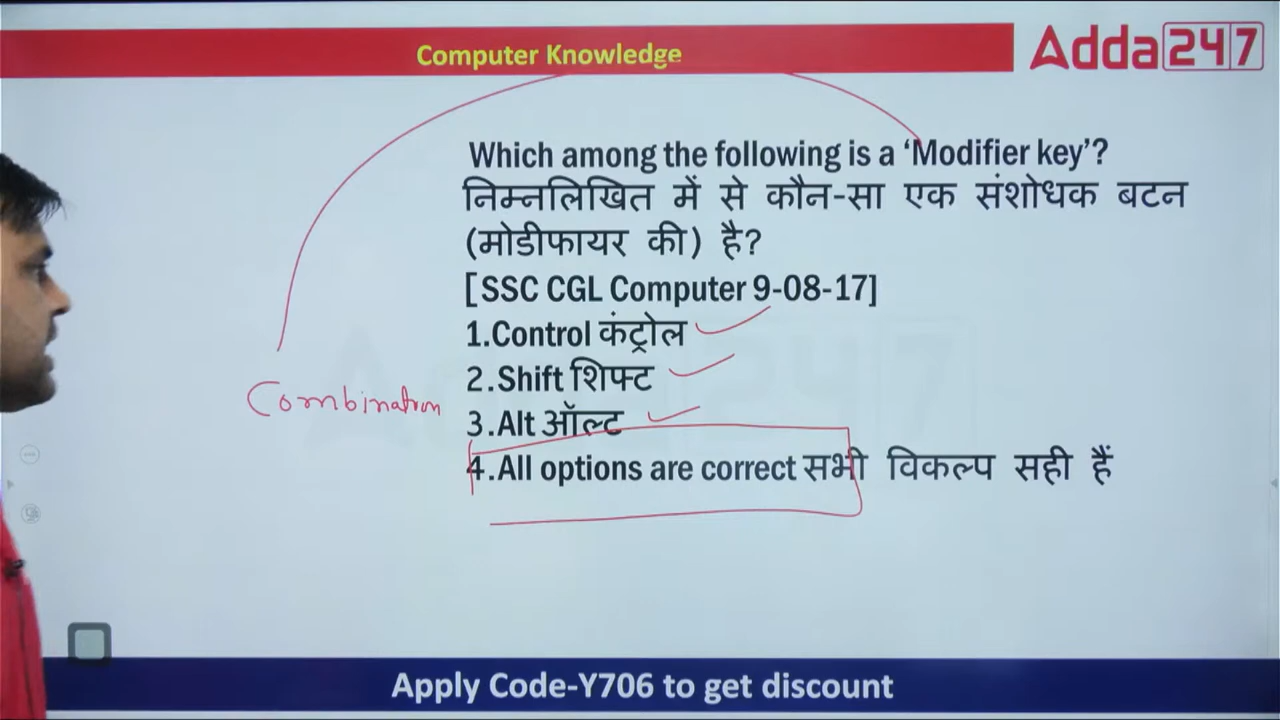 Computer Knowledge
Adda247
Which among the following is a ‘Modifier key’?
निम्नलिखित में से कौन-सा एक संशोधक बटन
(मोडीफायर की) है?
[SSC CGL Computer 9-08-17]
1.Control कंट्रोल
2.Shift शिफ्ट
Combination
3.Alt ऑल्ट
4.All options are correct सभी विकल्प सही हैं
Apply Code-Y706 to get discount